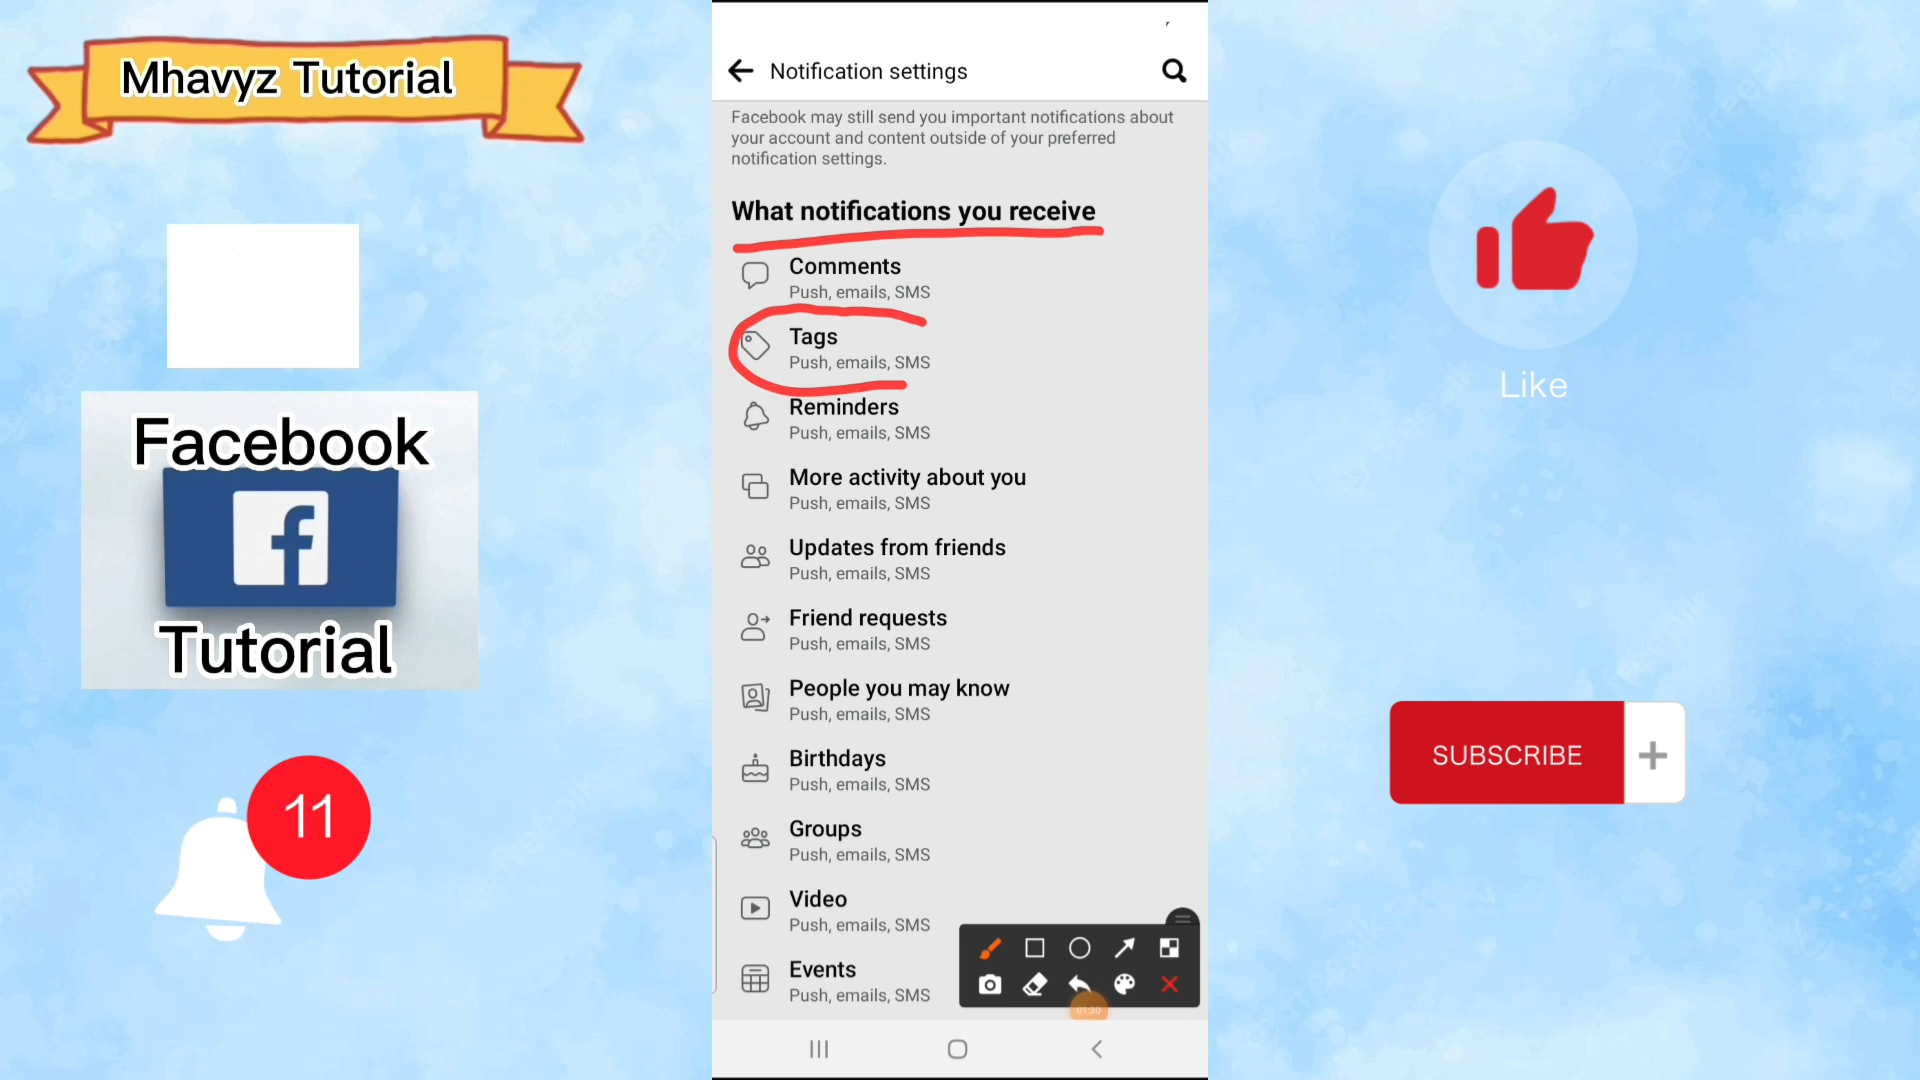 Mhavyz Tutorial
Facebook
f
Tutorial
11
Notification settings
Facebook may still send you important notifications about
your account and content outside of your preferred
notification settings.
What notifications you receive
Comments
Push, emails, SMS
Tags
Push, emails, SMS
Reminders
Push, emails, SMS
More activity about you
Push, emails, SMS
Updates from friends
Push, emails, SMS
Friend requests
Push, emails, SMS
People you may know
Push, emails, SMS
Birthdays
Push, emails, SMS
Groups
Push, emails, SMS
Video
Push, emails, SMS
Events
Push, emails, SMS
01:30
Like
SUBSCRIBE